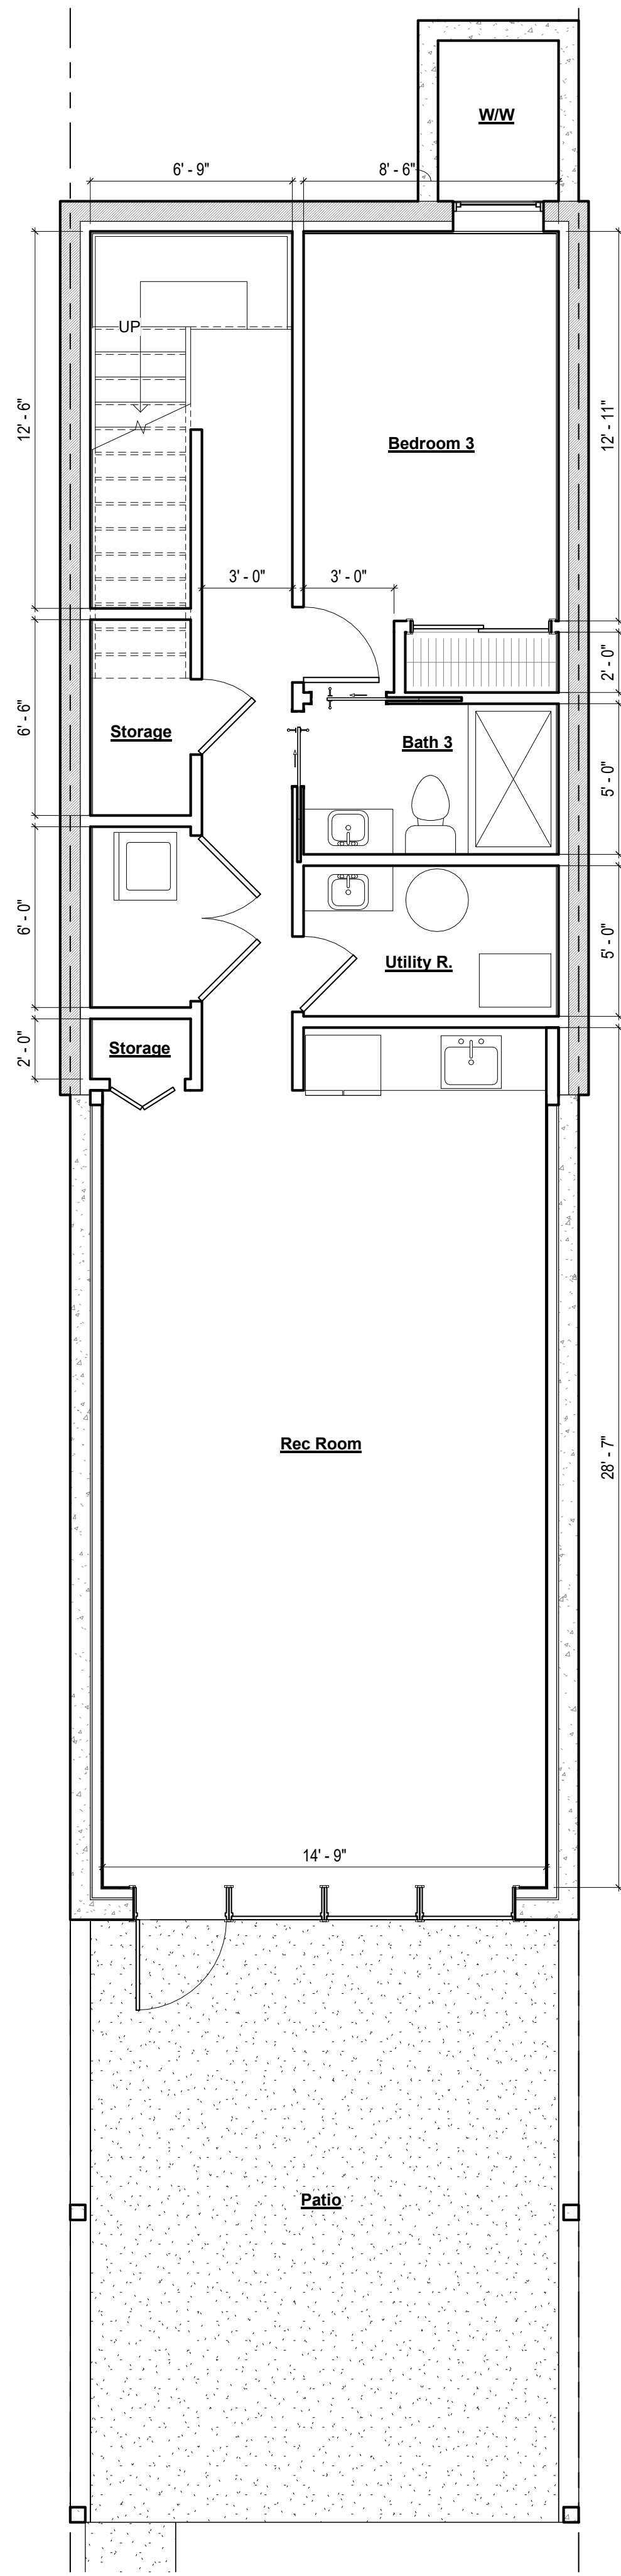 W/W
6' - 9"
8' - 6"
UP
12' - 6"
12' - 11"
Bedroom 3
3' - 0"
3' - 0"
2' - 0"
6' - 6"
Storage
Bath 3
5' - 0"
6' - 0"
Utility R.
5' - 0"
2' - 0"
Storage
Rec Room
28' - 7"
14' - 9"
Patio